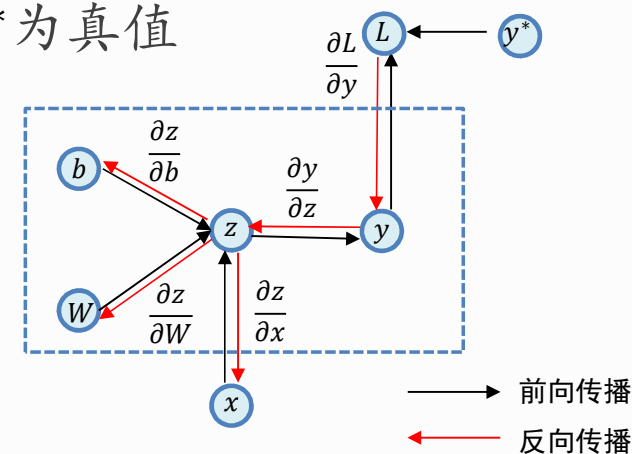 * 为真值
L
y*
∂L/∂y
b
∂z/∂b
∂y/∂z
z
y
W
∂z/∂W
∂z/∂x
x
前向传播
反向传播